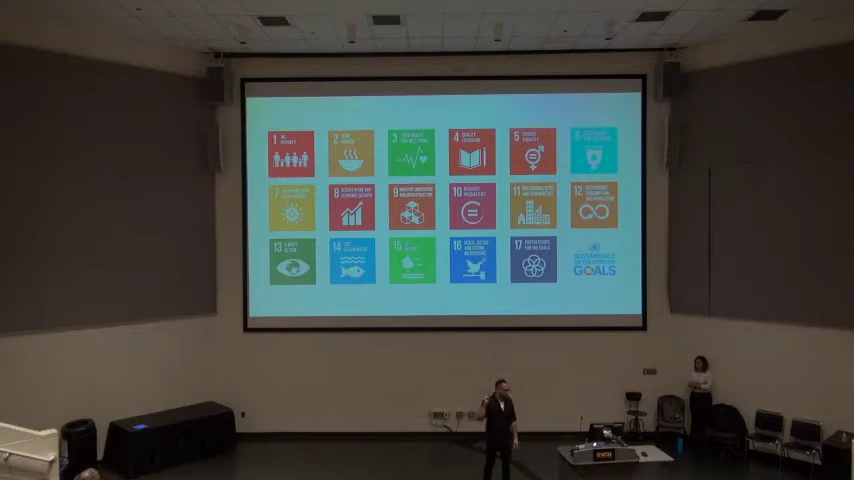 1 NO
POVERTY
2 ZERO
HUNGER
3 GOOD HEALTH
AND WELL-BEING
4 QUALITY
EDUCATION
5 GENDER
EQUALITY
6
7
8 DECENT WORK AND
ECONOMIC GROWTH
9 INDUSTRY, INNOVATION
AND INFRASTRUCTURE
10 REDUCED
INEQUALITIES
11 SUSTAINABLE CITIES
AND COMMUNITIES
12 RESPONSIBLE
CONSUMPTION
AND PRODUCTION
13 CLIMATE
ACTION
14 LIFE
BELOW WATER
15 LIFE
16 PEACE, JUSTICE
AND STRONG
INSTITUTIONS
17 PARTNERSHIPS
FOR THE GOALS
SUSTAINABLE
DEVELOPMENT
GOALS
VCU